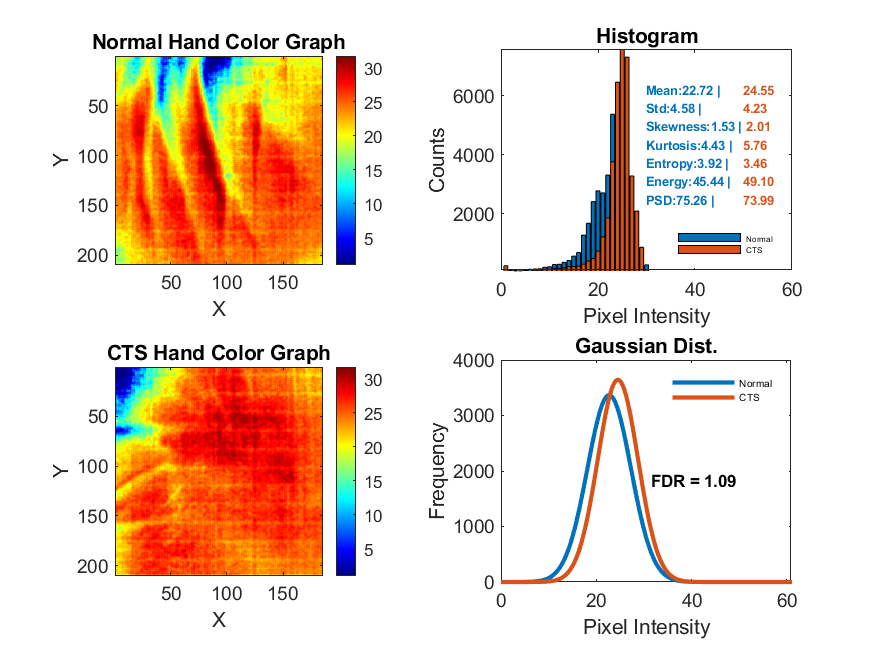 Normal Hand Color Graph
50
100
150
200
Y
50
100
150
X
30
25
20
15
10
5
Histogram
6000
4000
2000
Counts
0
20
40
60
Pixel Intensity
Mean:22.72 | 24.55
Std:4.58 | 4.23
Skewness:1.53 | 2.01
Kurtosis:4.43 | 5.76
Entropy:3.92 | 3.46
Energy:45.44 | 49.10
PSD:75.26 | 73.99
Normal
CTS
CTS Hand Color Graph
50
100
150
200
Y
50
100
150
X
30
25
20
15
10
5
Gaussian Dist.
4000
3000
2000
1000
0
Frequency
0
20
40
60
Pixel Intensity
Normal
CTS
FDR = 1.09